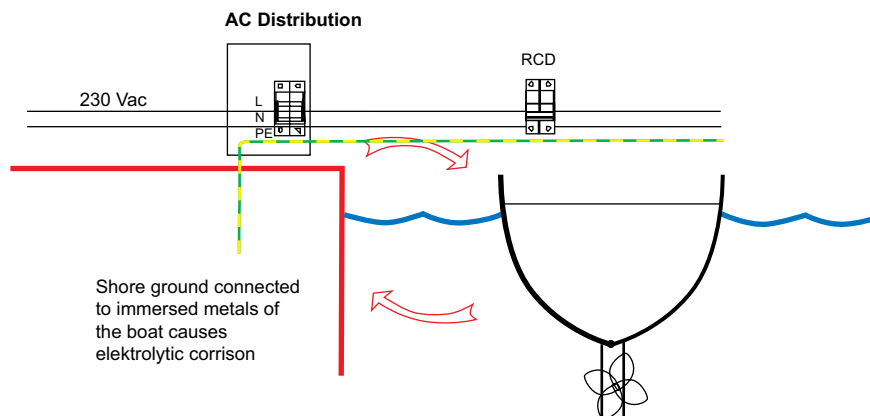 AC Distribution
RCD
230 Vac
L
N
PE
Shore ground connected
to immersed metals of
the boat causes
elektrolytic corrison